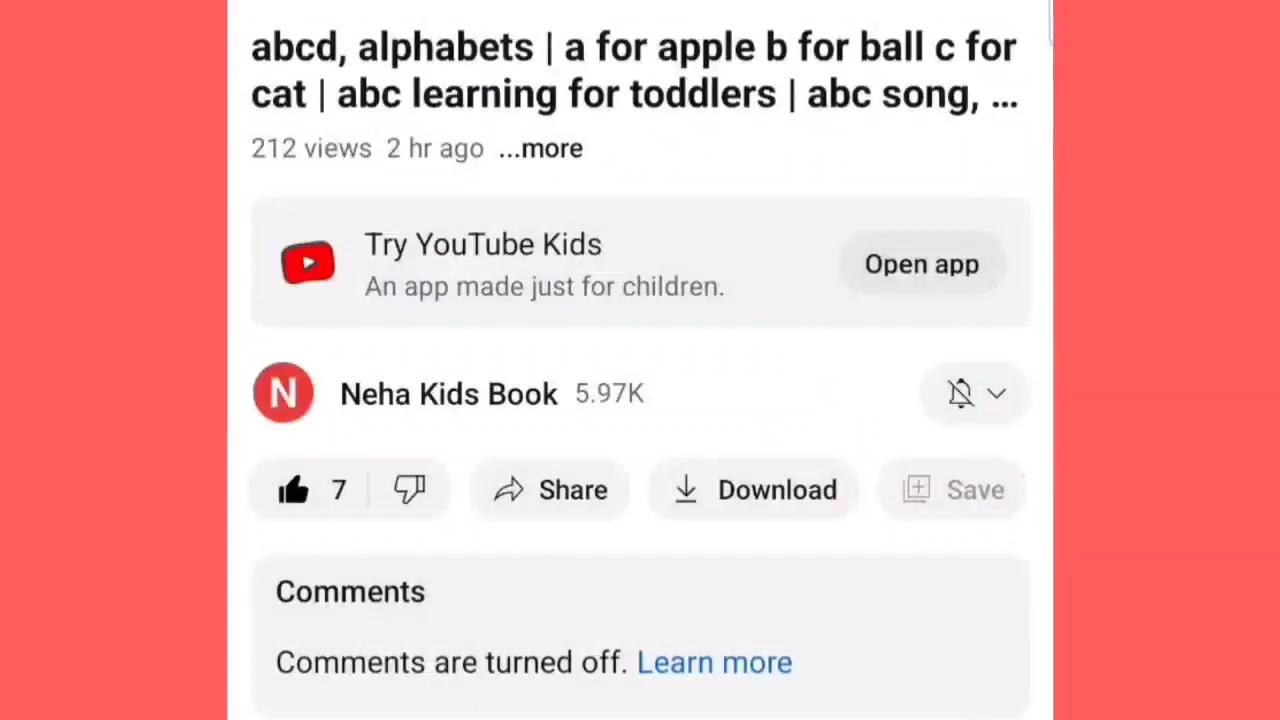 abcd, alphabets | a for apple b for ball c for
cat | abc learning for toddlers | abc song, ...
212 views 2 hr ago ...more
Try YouTube Kids
An app made just for children.
Open app
N Neha Kids Book 5.97K
7 Share Download Save
Comments
Comments are turned off. Learn more